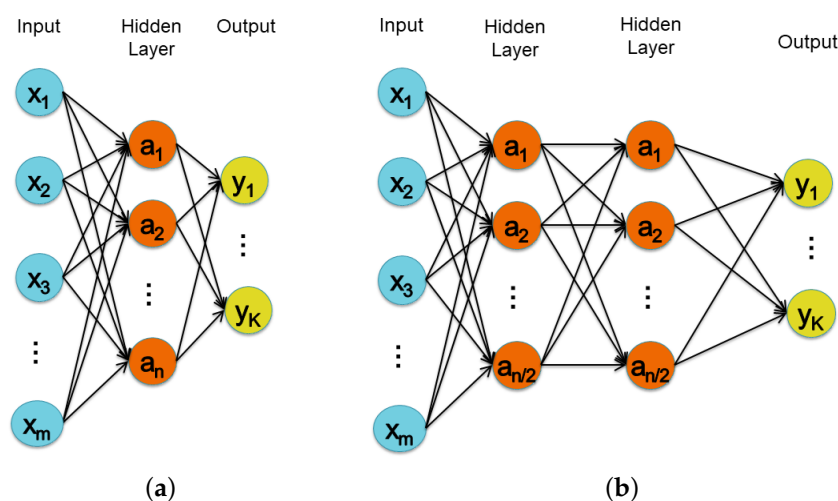 Input
Hidden
Layer
Output
x1
x2
x3
...
xm
a1
a2
...
an
y1
...
yK
(a)
Input
Hidden
Layer
Hidden
Layer
Output
x1
x2
x3
...
xm
a1
a2
...
an/2
a1
a2
...
an/2
y1
...
yK
(b)